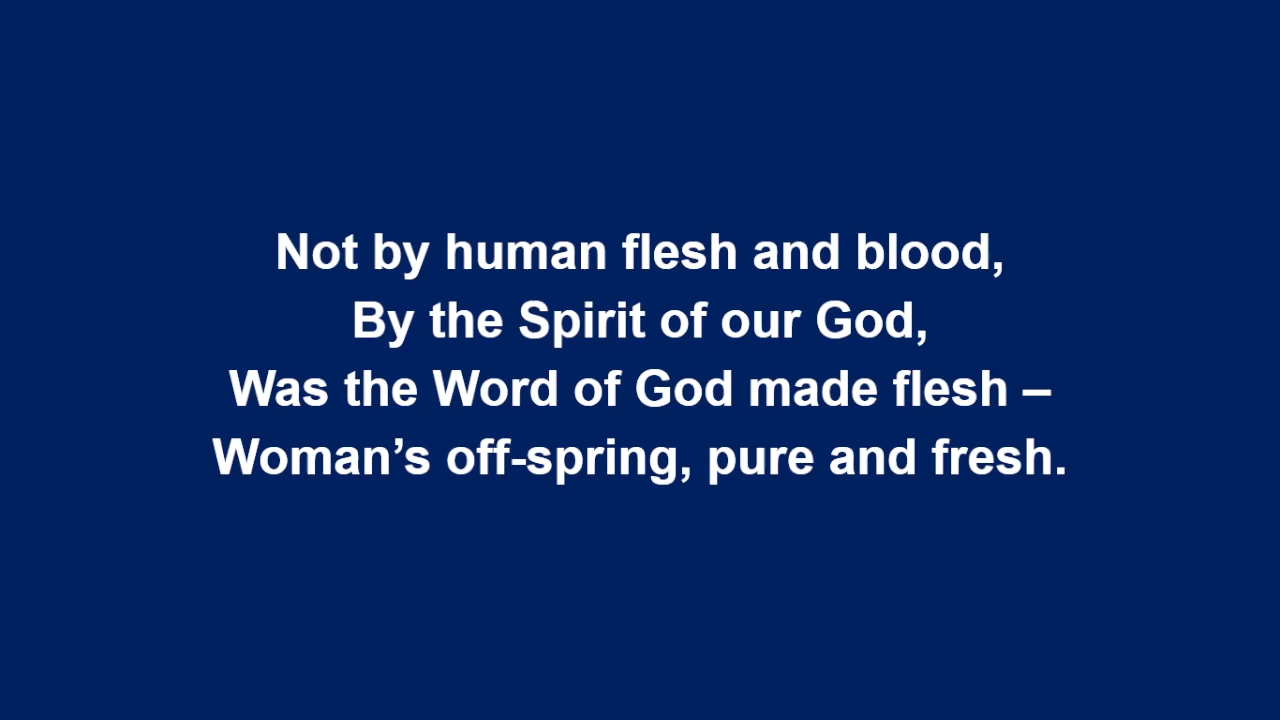 Not by human flesh and blood,
By the Spirit of our God,
Was the Word of God made flesh –
Woman’s off-spring, pure and fresh.